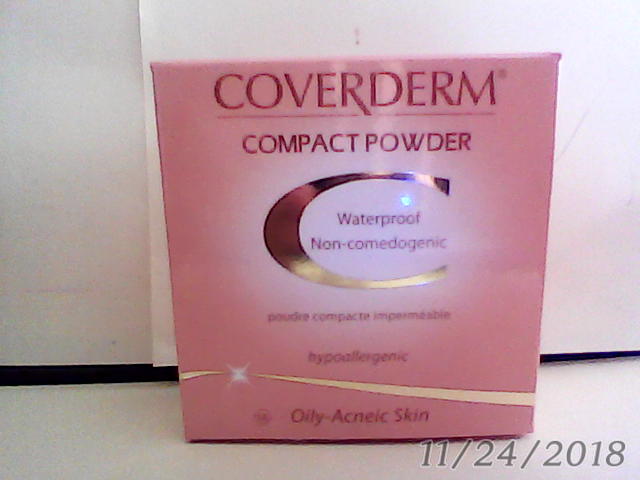 COVERDERM®
COMPACT POWDER
Waterproof
Non-comedogenic
poudre compacte imperméable
hypoallergenic
Oily-Acneic Skin
11/24/2018